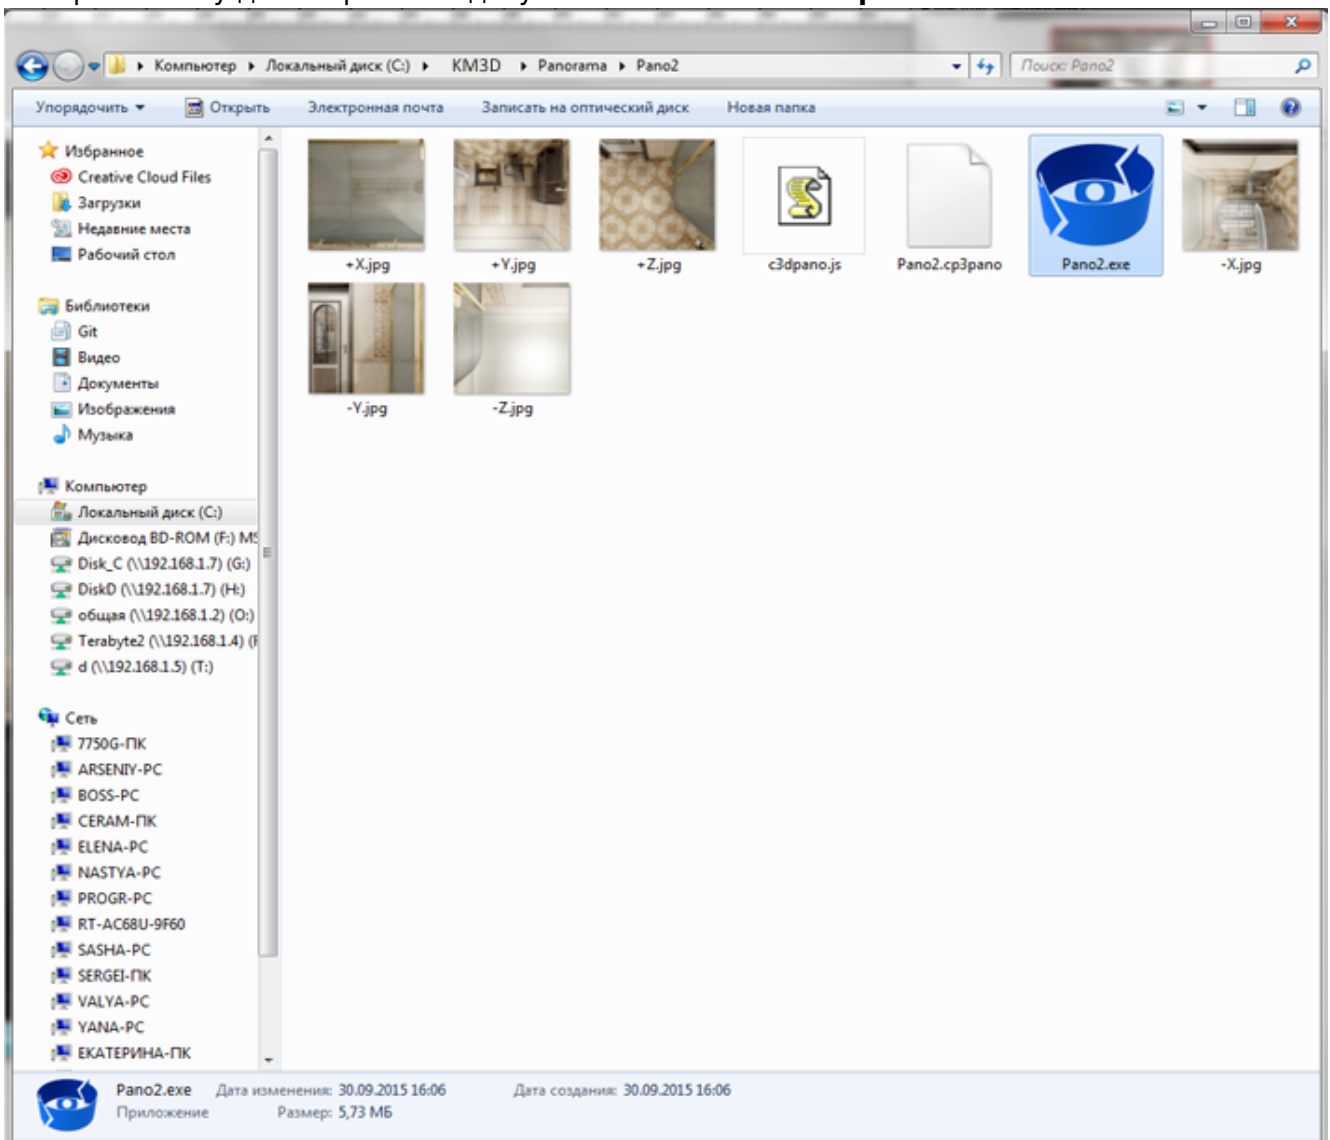 Компьютер Локальный диск (C:) KM3D Panorama Pano2
Поиск: Pano2
Упорядочить Открыть Электронная почта Записать на оптический диск Новая папка
Избранное
Creative Cloud Files
Загрузки
Недавние места
Рабочий стол
Библиотеки
Git
Видео
Документы
Изображения
Музыка
Компьютер
Локальный диск (C:)
Дисковод BD-ROM (F:) MS
Disk_C (\\192.168.1.7) (G:)
DiskD (\\192.168.1.7) (H:)
общая (\\192.168.1.2) (O:)
Terabyte2 (\\192.168.1.4) (
d (\\192.168.1.5) (T:)
Сеть
7750G-ПК
ARSENIY-PC
BOSS-PC
CERAM-ПК
ELENA-PC
NASTYA-PC
PROGR-PC
RT-AC68U-9F60
SASHA-PC
SERGEI-ПК
VALYA-PC
YANA-PC
ЕКАТЕРИНА-ПК
+X.jpg
+Y.jpg
+Z.jpg
c3dpano.js
Pano2.cp3pano
Pano2.exe
-X.jpg
-Y.jpg
-Z.jpg
Pano2.exe Дата изменения: 30.09.2015 16:06 Дата создания: 30.09.2015 16:06
Приложение Размер: 5,73 МБ